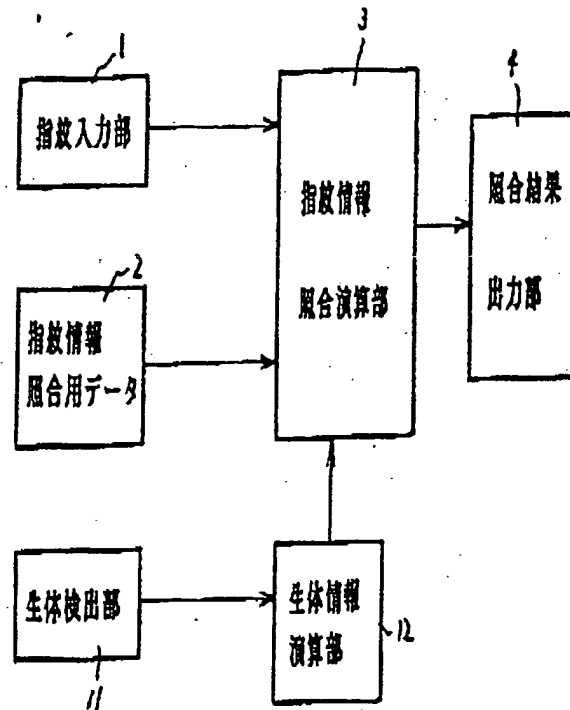 1
指紋入力部
2
指紋情報
照合用データ
3
指紋情報
照合演算部
4
照合結果
出力部
生体検出部
11
生体情報
演算部
12